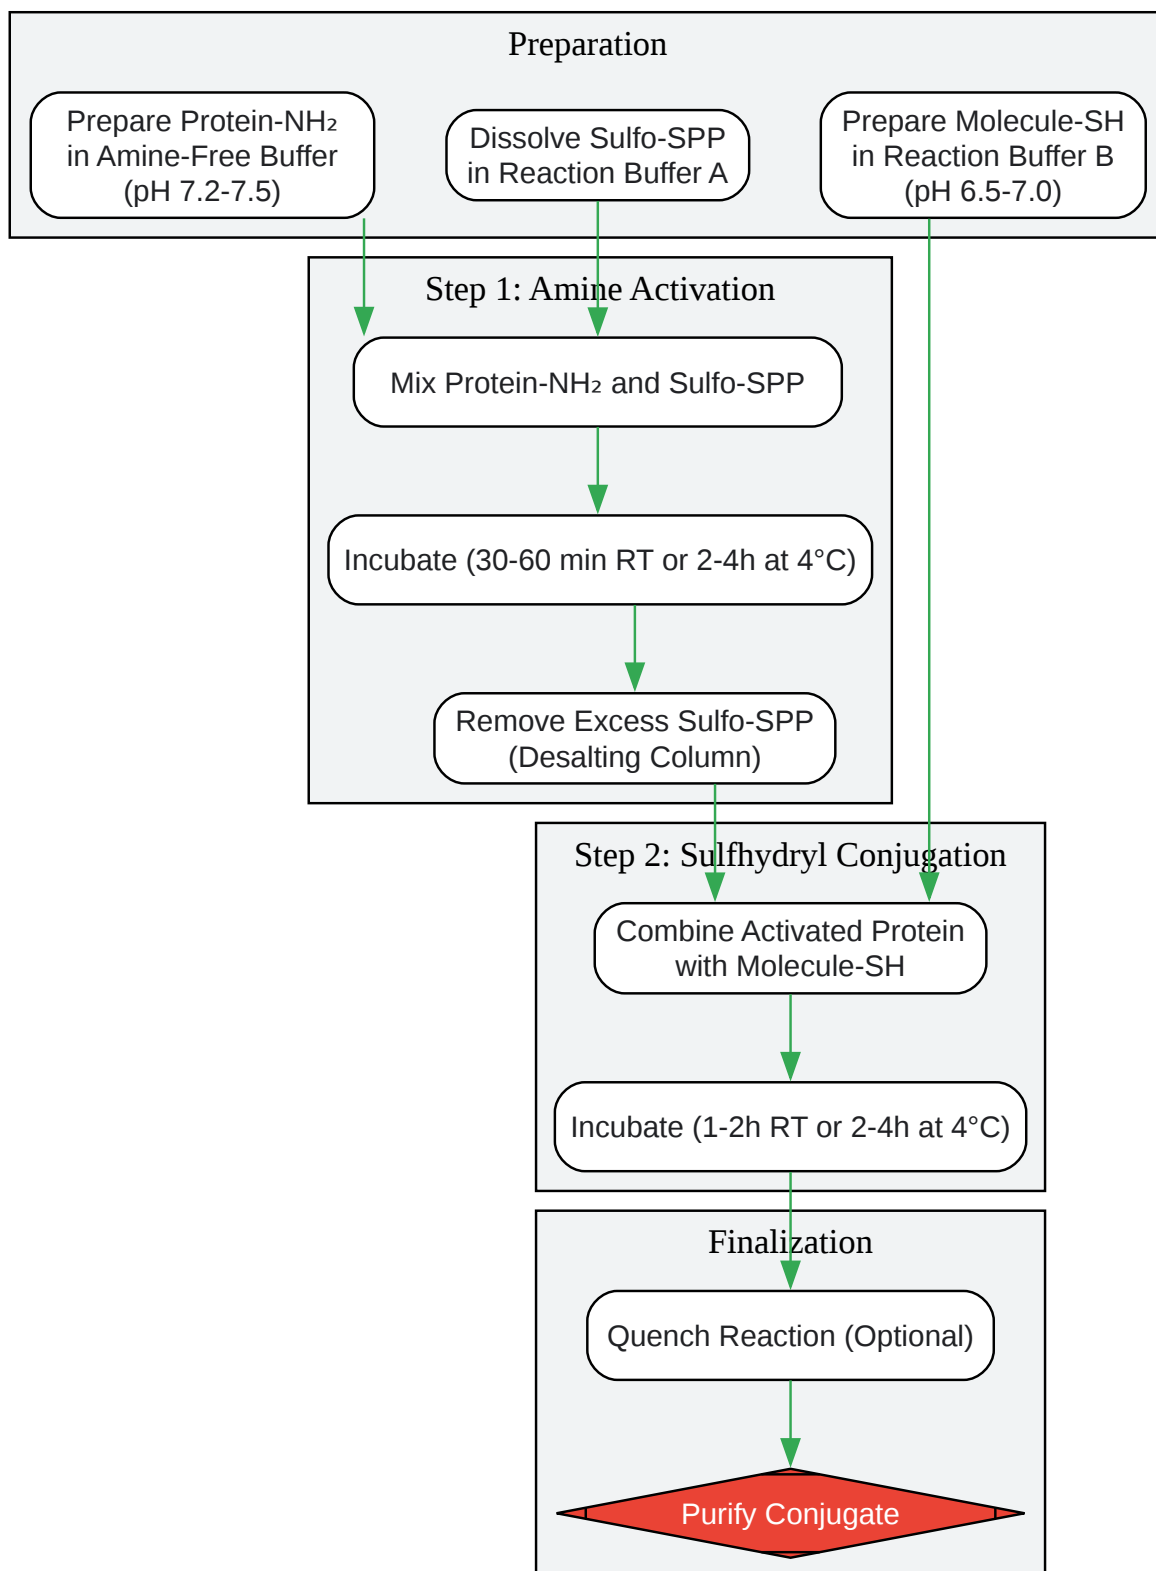 Preparation
Prepare Protein-NH₂
in Amine-Free Buffer
(pH 7.2-7.5)
Dissolve Sulfo-SPP
in Reaction Buffer A
Prepare Molecule-SH
in Reaction Buffer B
(pH 6.5-7.0)
Step 1: Amine Activation
Mix Protein-NH₂ and Sulfo-SPP
Incubate (30-60 min RT or 2-4h at 4°C)
Remove Excess Sulfo-SPP
(Desalting Column)
Step 2: Sulfhydryl Conjugation
Combine Activated Protein
with Molecule-SH
Incubate (1-2h RT or 2-4h at 4°C)
Finalization
Quench Reaction (Optional)
Purify Conjugate